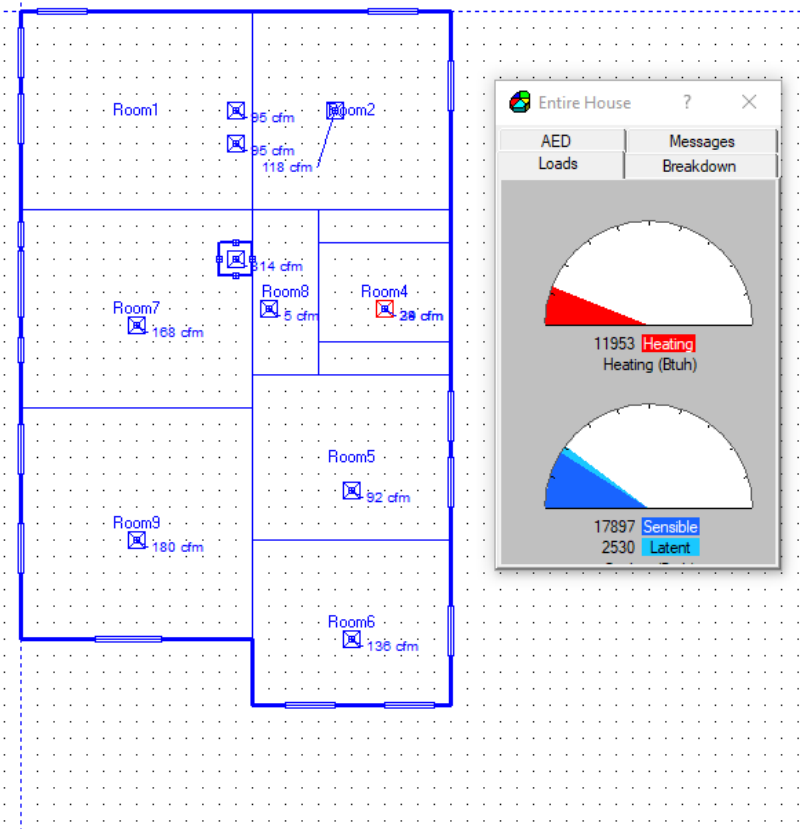 Room1
95 cfm
95 cfm
Room2
118 cfm
814 cfm
Room7
168 cfm
Room8
5 cfm
Room4
cfm
Room5
92 cfm
Room9
180 cfm
Room6
136 cfm
Entire House
?
AED
Messages
Loads
Breakdown
11953 Heating
Heating (Btuh)
17897 Sensible
2530 Latent